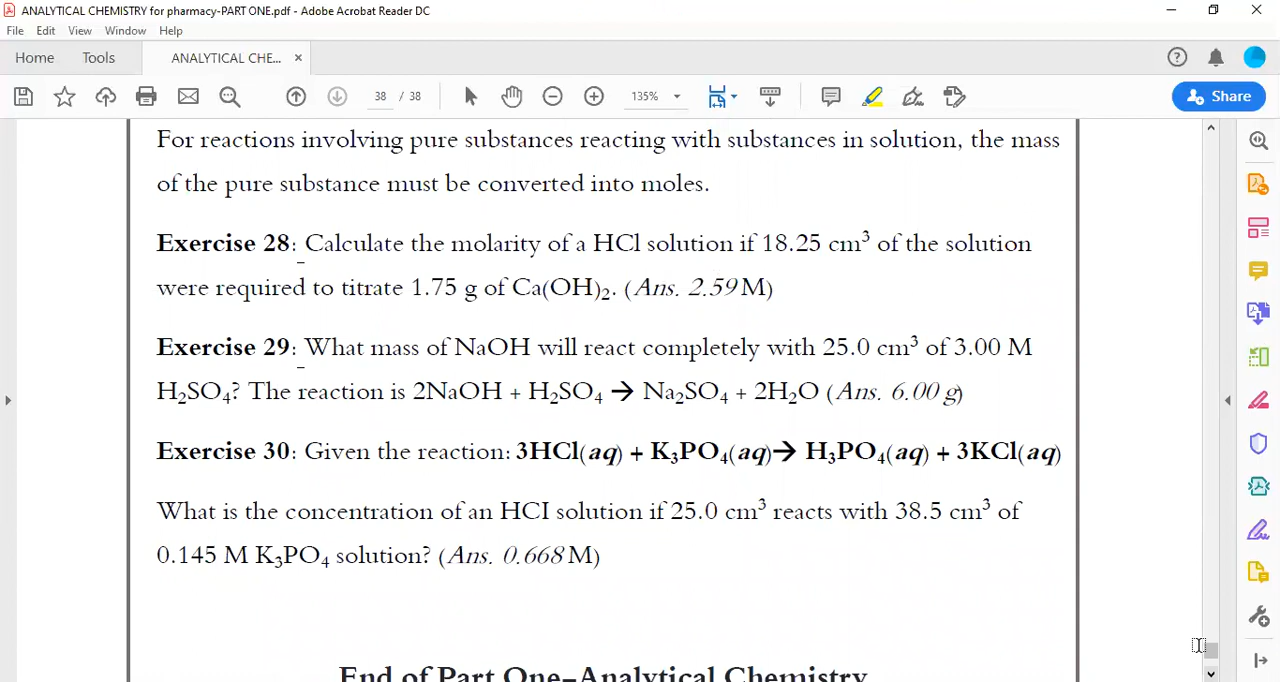 ANALYTICAL CHEMISTRY for pharmacy-PART ONE.pdf - Adobe Acrobat Reader DC
File Edit View Window Help
Home Tools ANALYTICAL CHE... ×
38 / 38 135% Share
For reactions involving pure substances reacting with substances in solution, the mass
of the pure substance must be converted into moles.
Exercise 28: Calculate the molarity of a HCl solution if 18.25 cm³ of the solution
were required to titrate 1.75 g of Ca(OH)₂. (Ans. 2.59 M)
Exercise 29: What mass of NaOH will react completely with 25.0 cm³ of 3.00 M
H₂SO₄? The reaction is 2NaOH + H₂SO₄ → Na₂SO₄ + 2H₂O (Ans. 6.00 g)
Exercise 30: Given the reaction: 3HCl(aq) + K₃PO₄(aq)→ H₃PO₄(aq) + 3KCl(aq)
What is the concentration of an HCI solution if 25.0 cm³ reacts with 38.5 cm³ of
0.145 M K₃PO₄ solution? (Ans. 0.668 M)
End of Part One–Analytical Chemistry